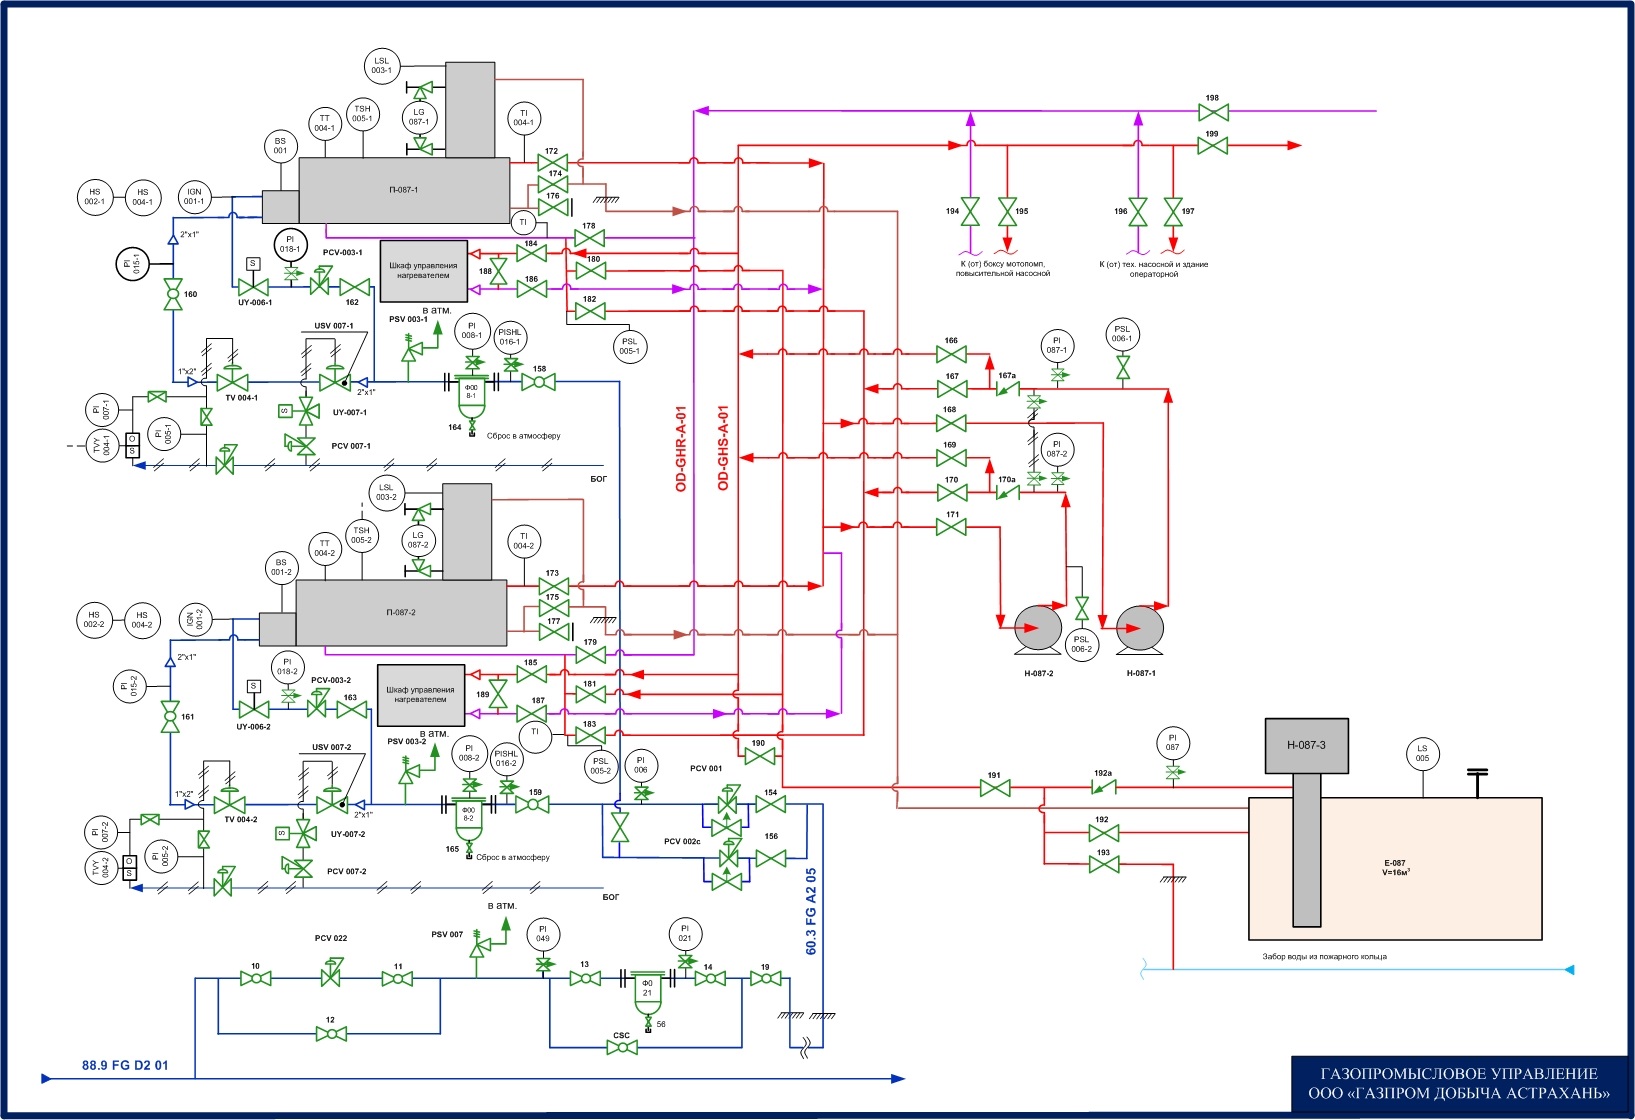 LSL
003-1
LG
087-1
TSH
005-1
TT
004-1
TI
004-1
BS
001
HS
002-1
HS
004-1
IGN
001-1
П-087-1
172
174
176
TI
178
198
199
194
195
196
197
К (от) боксу мотопомп,
повысительной насосной
К (от) тех. насосной и здание
операторной
2"x1"
PI
015-1
PI
018-1
PCV-003-1
S
UY-006-1
162
160
Шкаф управления
нагревателем
184
188
180
186
182
PSL
005-1
USV 007-1
в атм.
PSV 003-1
PI
008-1
PISHL
016-1
158
1"x2"
TV 004-1
2"x1"
Ф00
8-1
164
Сброс в атмосферу
S
UY-007-1
PCV 007-1
PI
007-1
TVY
004-1
O
S
PI
005-1
БОГ
OD-GHR-A-01
OD-GHS-A-01
166
167
167a
168
169
170
170a
171
PI
087-1
PSL
006-1
PI
087-2
PSL
006-2
Н-087-2
Н-087-1
LSL
003-2
LG
087-2
TSH
005-2
TT
004-2
TI
004-2
BS
001-2
HS
002-2
HS
004-2
IGN
001-2
П-087-2
173
175
177
179
2"x1"
PI
015-2
PI
018-2
PCV-003-2
S
UY-006-2
163
161
Шкаф управления
нагревателем
185
189
181
187
183
TI
PSL
005-2
USV 007-2
в атм.
PSV 003-2
PI
008-2
PISHL
016-2
159
PI
006
PCV 001
154
190
1"x2"
TV 004-2
2"x1"
Ф00
8-2
165
Сброс в атмосферу
S
UY-007-2
PCV 007-2
PI
007-2
TVY
004-2
O
S
PI
005-2
БОГ
PCV 002c
156
60.3 FG A2 05
191
192a
PI
087
192
193
Н-087-3
LS
005
E-087
V=16м³
Забор воды из пожарного кольца
в атм.
PSV 007
PCV 022
10
11
12
PI
049
13
Ф0
21
56
PI
021
14
19
CSC
88.9 FG D2 01
ГАЗОПРОМЫСЛОВОЕ УПРАВЛЕНИЕ
ООО «ГАЗПРОМ ДОБЫЧА АСТРАХАНЬ»